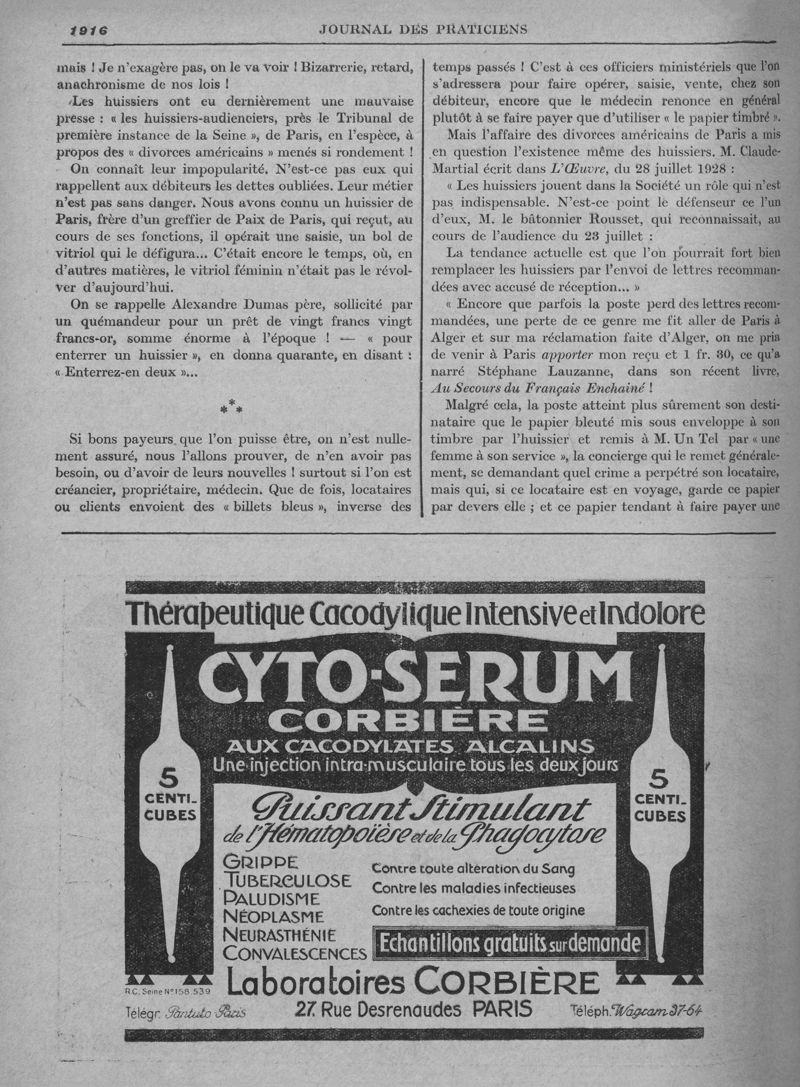 1916
JOURNAL DES PRATICIENS
mais ! Je n'exagère pas, on le va voir ! Bizarrerie, retard,
anachronisme de nos lois !
Les huissiers ont eu dernièrement une mauvaise
presse : « les huissiers-audienciers, près le Tribunal de
première instance de la Seine », de Paris, en l'espèce, à
propos des « divorces américains » menés si rondement !
On connaît leur impopularité. N'est-ce pas eux qui
rappellent aux débiteurs les dettes oubliées. Leur métier
n'est pas sans danger. Nous avons connu un huissier de
Paris, frère d'un greffier de Paix de Paris, qui reçut, au
cours de ses fonctions, il opérait une saisie, un bol de
vitriol qui le défigura... C'était encore le temps, où, en
d'autres matières, le vitriol féminin n'était pas le révol-
ver d'aujourd'hui.
On se rappelle Alexandre Dumas père, sollicité par
un quémandeur pour un prêt de vingt francs vingt
francs-or, somme énorme à l'époque ! — « pour
enterrer un huissier », en donna quarante, en disant :
« Enterrez-en deux »...
***
Si bons payeurs que l'on puisse être, on n'est nulle-
ment assuré, nous l'allons prouver, de n'en avoir pas
besoin, ou d'avoir de leurs nouvelles ! surtout si l'on est
créancier, propriétaire, médecin. Que de fois, locataires
ou clients envoient des « billets bleus », inverse des
temps passés ! C'est à ces officiers ministériels que l'on
s'adressera pour faire opérer, saisie, vente, chez son
débiteur, encore que le médecin renonce en général
plutôt à se faire payer que d'utiliser « le papier timbré ».
Mais l'affaire des divorces américains de Paris a mis
en question l'existence même des huissiers. M. Claude-
Martial écrit dans L'Œuvre, du 28 juillet 1928 :
« Les huissiers jouent dans la Société un rôle qui n'est
pas indispensable. N'est-ce point le défenseur ce l'un
d'eux, M. le bâtonnier Rousset, qui reconnaissait, au
cours de l'audience du 23 juillet :
La tendance actuelle est que l'on pourrait fort bien
remplacer les huissiers par l'envoi de lettres recomman-
dées avec accusé de réception... »
« Encore que parfois la poste perd des lettres recom-
mandées, une perte de ce genre me fit aller de Paris à
Alger et sur ma réclamation faite d'Alger, on me pria
de venir à Paris apporter mon reçu et 1 fr. 30, ce qu'a
narré Stéphane Lauzanne, dans son récent livre,
Au Secours du Français Enchainé !
Malgré cela, la poste atteint plus sûrement son desti-
nataire que le papier bleuté mis sous enveloppe à son
timbre par l'huissier et remis à M. Un Tel par « une
femme à son service », la concierge qui le remet générale-
ment, se demandant quel crime a perpétré son locataire,
mais qui, si ce locataire est en voyage, garde ce papier
par devers elle ; et ce papier tendant à faire payer une
Thérapeutique Cacodylique Intensive et Indolore
CYTO-SERUM
CORBIÈRE
AUX CACODYLATES ALCALINS
Une injection intra-musculaire tous les deux jours
5
CENTI-
CUBES
5
CENTI-
CUBES
Puissant Stimulant
de l'Hématopoïèse et de la Phagocytose
GRIPPE
TUBERCULOSE
PALUDISME
NÉOPLASME
NEURASTHÉNIE
CONVALESCENCES
Contre toute altération du Sang
Contre les maladies infectieuses
Contre les cachexies de toute origine
Echantillons gratuits sur demande
R.C. Seine N° 158.539
Laboratoires CORBIÈRE
Télégr. Pantuto Paris
27. Rue Desrenaudes PARIS
Téléph. Wagram 37-64